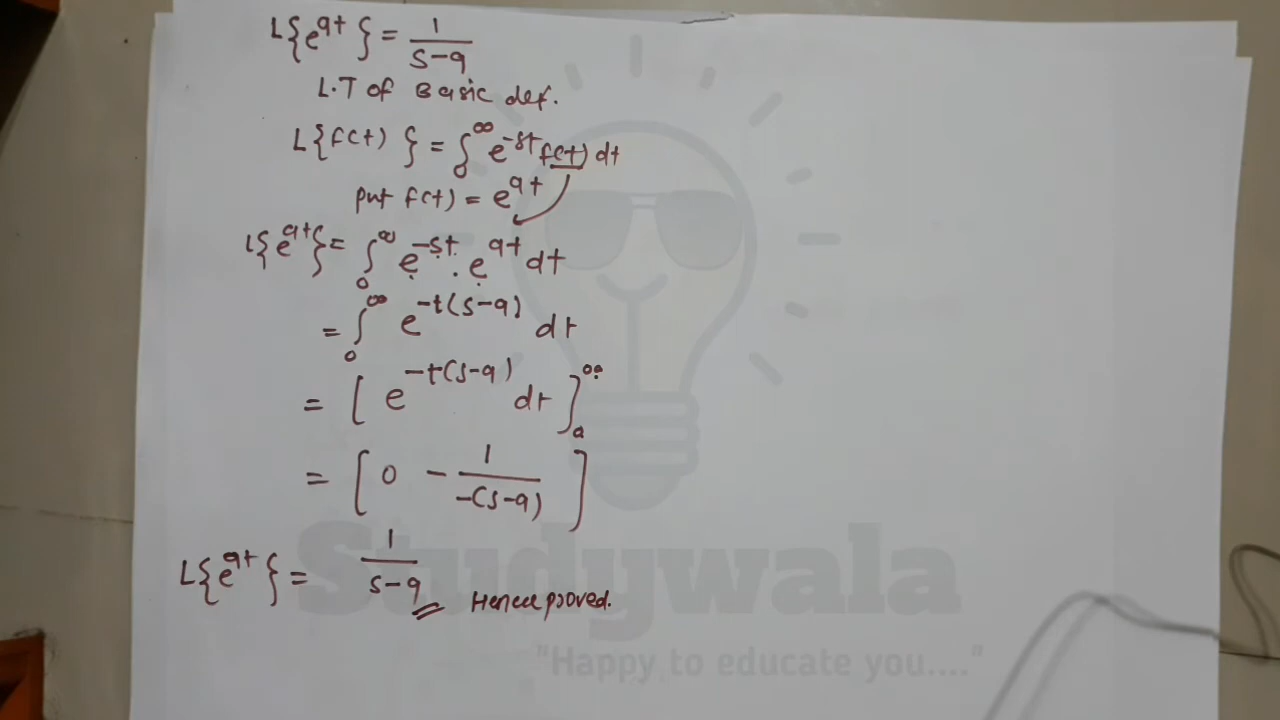 L{e^at} = 1/(s-a)
L.T of Basic def.
L{f(t)} = ∫₀^∞ e^-st f(t) dt
put f(t) = e^at
L{e^at} = ∫₀^∞ e^-st . e^at dt
= ∫₀^∞ e^-t(s-a) dt
= [e^-t(s-a) dt]₀^∞
= [0 - 1/-(s-a)]
L{e^at} = 1/(s-a) Hence proved.
Studywala
"Happy to educate you...."